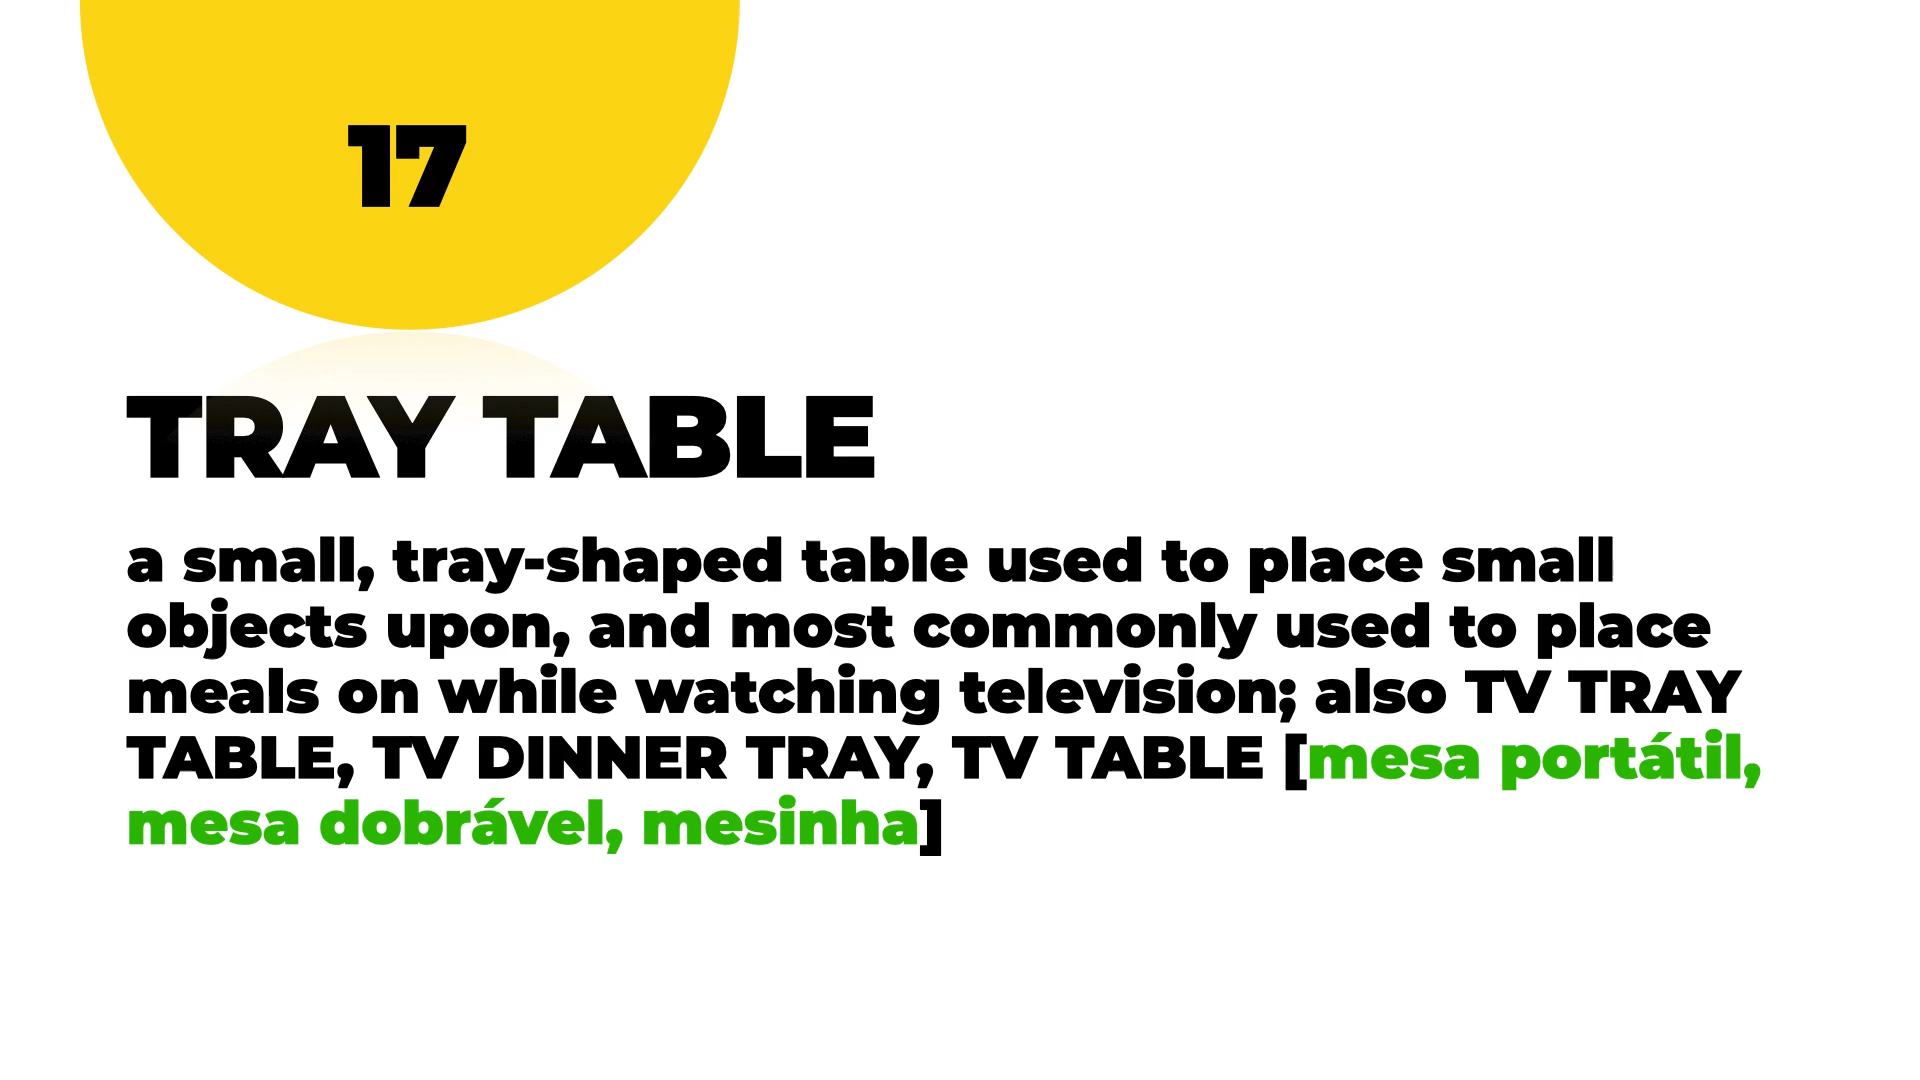 17
TRAY TABLE
a small, tray-shaped table used to place small
objects upon, and most commonly used to place
meals on while watching television; also TV TRAY
TABLE, TV DINNER TRAY, TV TABLE [mesa portátil,
mesa dobrável, mesinha]